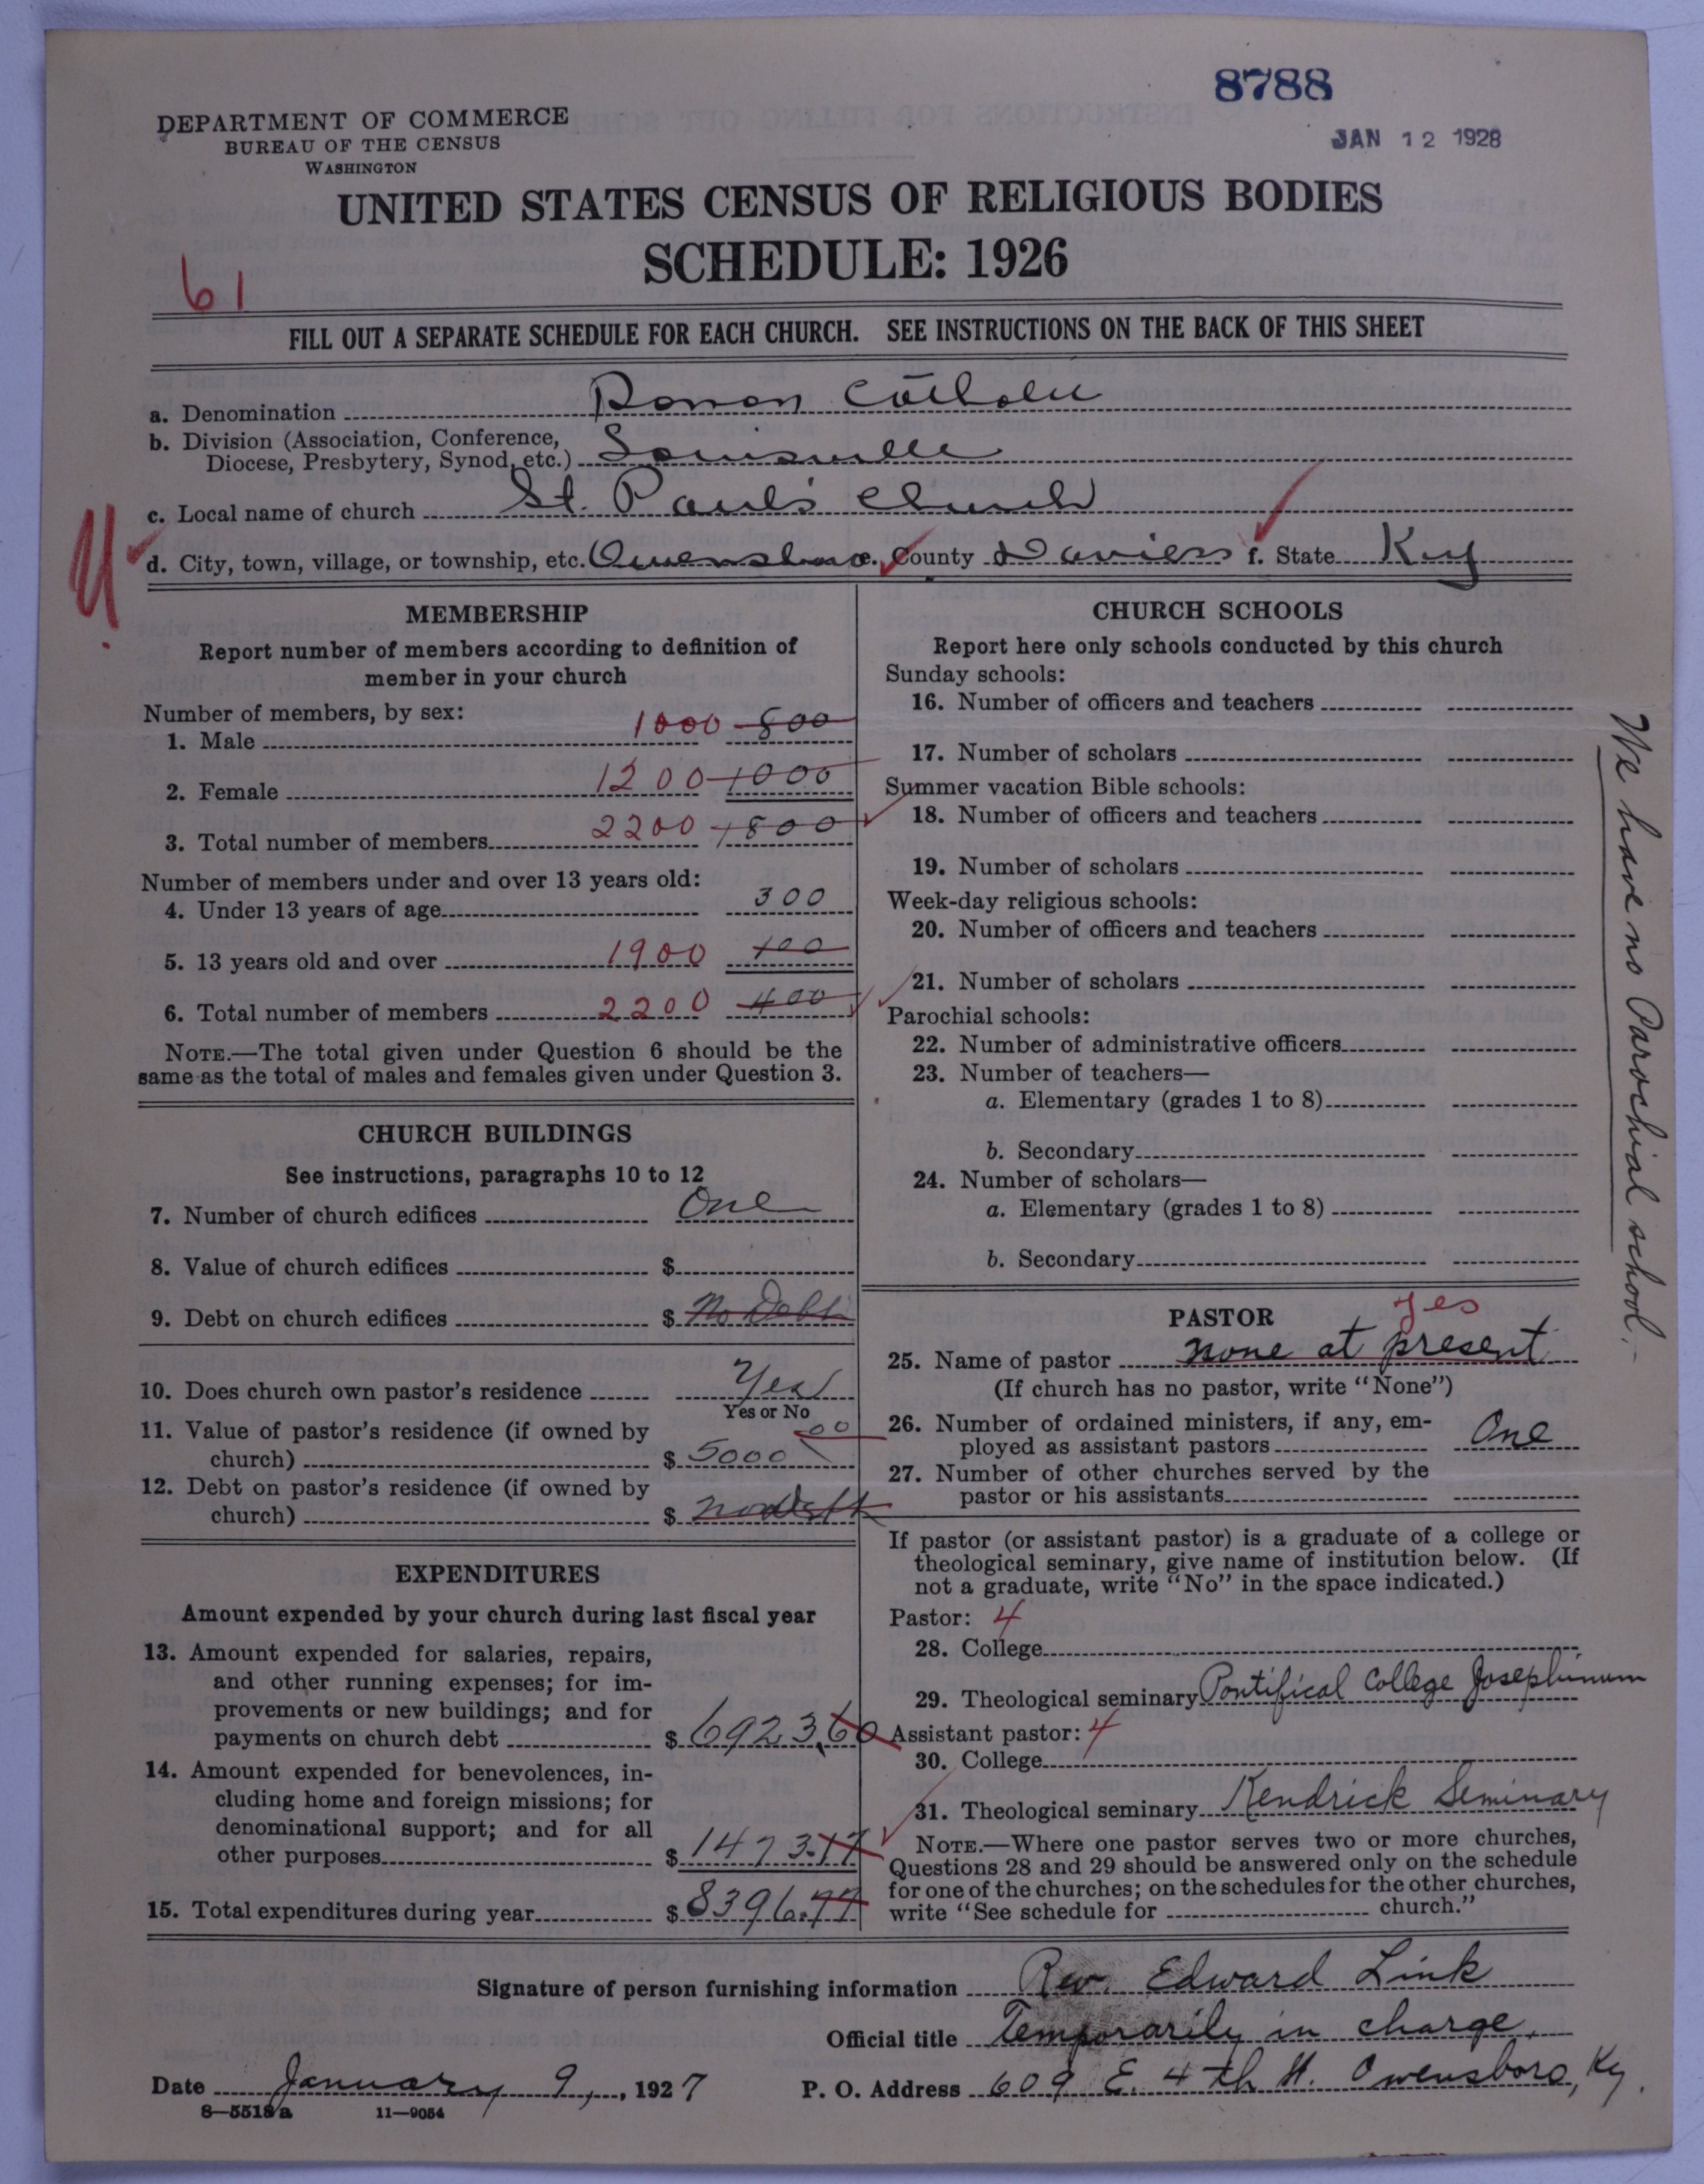 8788
JAN 12 1928
DEPARTMENT OF COMMERCE
BUREAU OF THE CENSUS
WASHINGTON
UNITED STATES CENSUS OF RELIGIOUS BODIES
SCHEDULE: 1926
61
FILL OUT A SEPARATE SCHEDULE FOR EACH CHURCH. SEE INSTRUCTIONS ON THE BACK OF THIS SHEET
a. Denomination Roman Catholic
b. Division (Association, Conference,
Diocese, Presbytery, Synod, etc.) Louisville
c. Local name of church St. Paul's Church
d. City, town, village, or township, etc. Owensboro e. County Daviess f. State Ky
MEMBERSHIP
Report number of members according to definition of
member in your church
Number of members, by sex:
1. Male 1000 800
2. Female 1200 1000
3. Total number of members 2200 1800
Number of members under and over 13 years old:
4. Under 13 years of age 300
5. 13 years old and over 1900 100
6. Total number of members 2200 400
NOTE.—The total given under Question 6 should be the
same as the total of males and females given under Question 3.
CHURCH BUILDINGS
See instructions, paragraphs 10 to 12
7. Number of church edifices One
8. Value of church edifices $
9. Debt on church edifices $ No Debt
10. Does church own pastor's residence Yes
Yes or No
11. Value of pastor's residence (if owned by
church) $ 5000 00
12. Debt on pastor's residence (if owned by
church) $ no debt
EXPENDITURES
Amount expended by your church during last fiscal year
13. Amount expended for salaries, repairs,
and other running expenses; for im-
provements or new buildings; and for
payments on church debt $ 6923.60
14. Amount expended for benevolences, in-
cluding home and foreign missions; for
denominational support; and for all
other purposes $ 1473.17
15. Total expenditures during year $ 8396.77
CHURCH SCHOOLS
Report here only schools conducted by this church
Sunday schools:
16. Number of officers and teachers
17. Number of scholars
Summer vacation Bible schools:
18. Number of officers and teachers
19. Number of scholars
Week-day religious schools:
20. Number of officers and teachers
21. Number of scholars
Parochial schools:
22. Number of administrative officers
23. Number of teachers—
a. Elementary (grades 1 to 8)
b. Secondary
24. Number of scholars—
a. Elementary (grades 1 to 8)
b. Secondary
We have no Parochial school.
PASTOR
yes
25. Name of pastor none at present
(If church has no pastor, write "None")
26. Number of ordained ministers, if any, em-
ployed as assistant pastors One
27. Number of other churches served by the
pastor or his assistants
If pastor (or assistant pastor) is a graduate of a college or
theological seminary, give name of institution below. (If
not a graduate, write "No" in the space indicated.)
Pastor: 4
28. College
29. Theological seminary Pontifical College Josephinum
Assistant pastor: 4
30. College
31. Theological seminary Kendrick Seminary
NOTE.—Where one pastor serves two or more churches,
Questions 28 and 29 should be answered only on the schedule
for one of the churches; on the schedules for the other churches,
write "See schedule for church."
Signature of person furnishing information Rev. Edward Link
Official title Temporarily in charge.
Date January 9, 1927 P. O. Address 609 E. 4th St. Owensboro, Ky.
8—5518a 11—9054